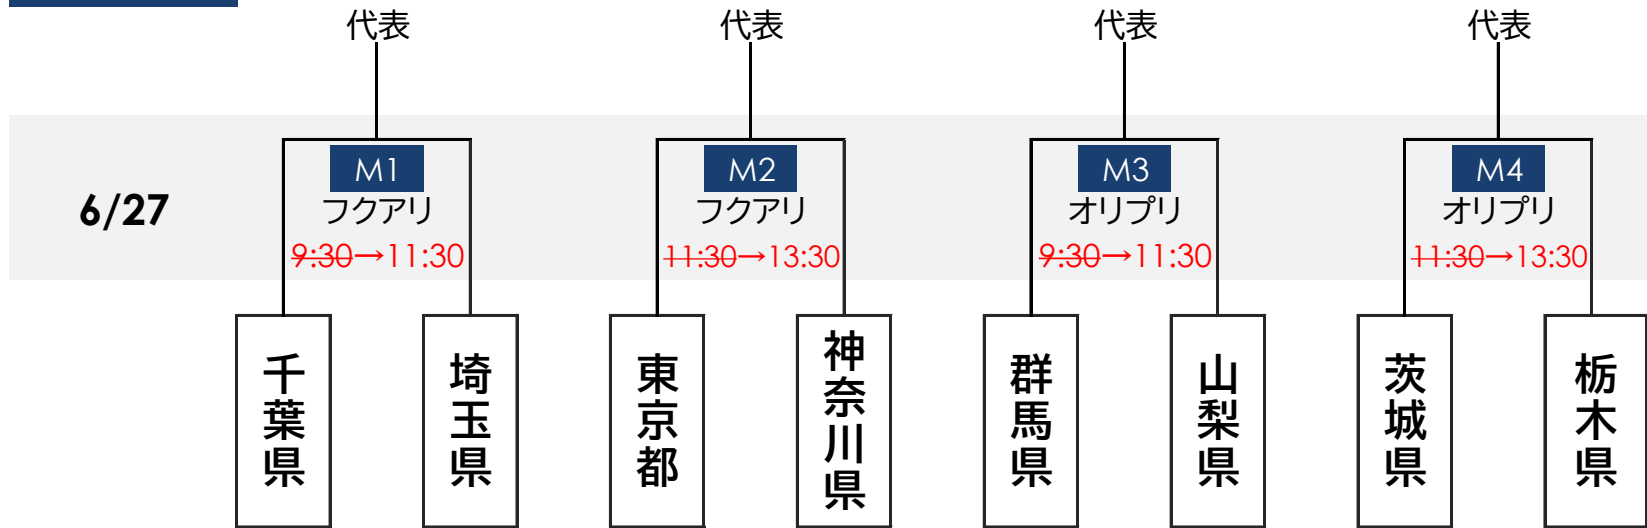 代表 代表 代表 代表
M1 M2 M3 M4
6/27 フクアリ フクアリ オリプリ オリプリ
9:30→11:30 11:30→13:30 9:30→11:30 11:30→13:30
千葉県
埼玉県
東京都
神奈川県
群馬県
山梨県
茨城県
栃木県